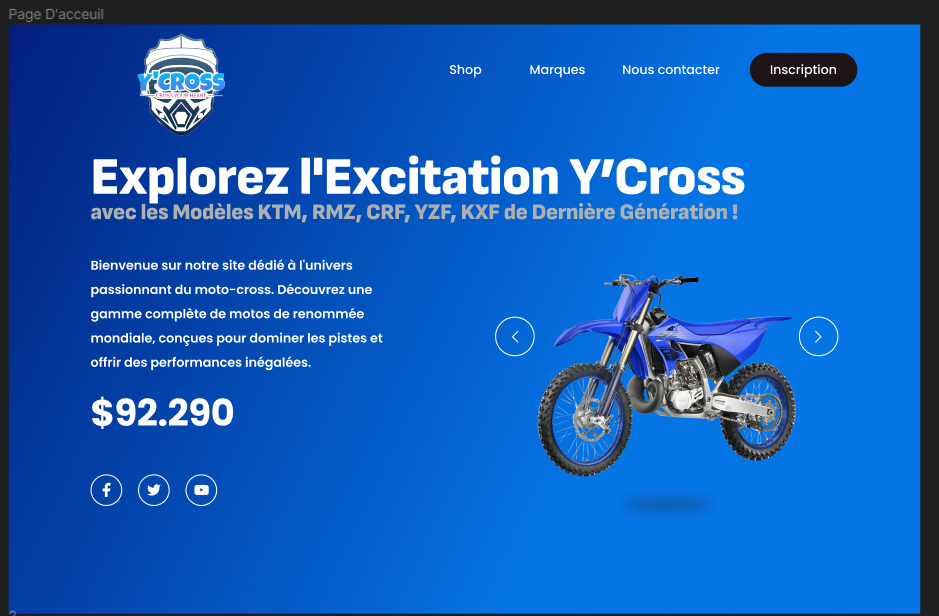 Page D'acceuil
Y'CROSS
CROSS YOUR HEART
Shop
Marques
Nous contacter
Inscription
Explorez l'Excitation Y’Cross
avec les Modèles KTM, RMZ, CRF, YZF, KXF de Dernière Génération !
Bienvenue sur notre site dédié à l'univers
passionnant du moto-cross. Découvrez une
gamme complète de motos de renommée
mondiale, conçues pour dominer les pistes et
offrir des performances inégalées.
$92.290